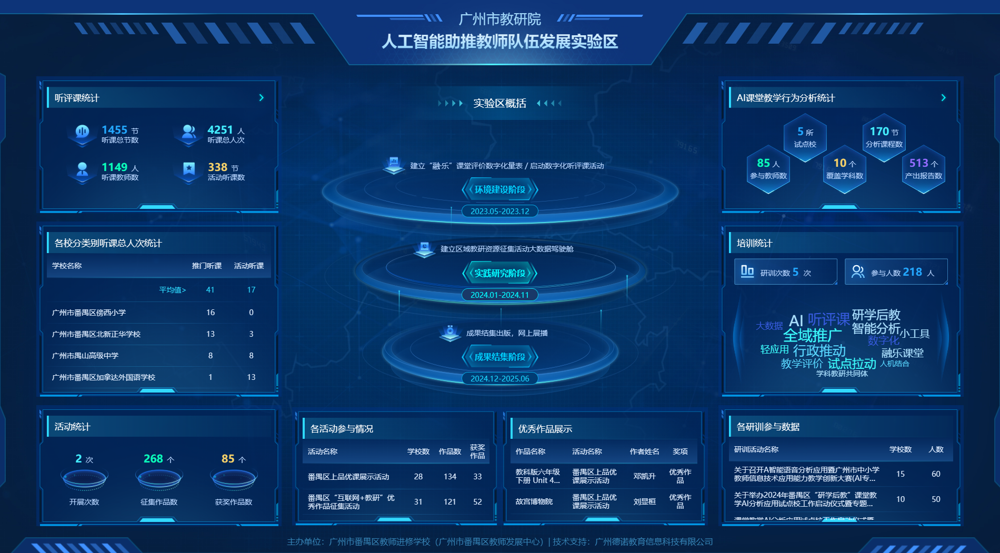 广州市教研院
人工智能助推教师队伍发展实验区
听评课统计
1455 节
听课总节数
4251 人
听课总人次
1149 人
听课教师数
338 节
活动听课数
各校分类别听课总人次统计
学校名称 推门听课 活动听课
平均值> 41 17
广州市番禺区傍西小学 16 0
广州市番禺区北新正华学校 13 3
广州市禺山高级中学 8 8
广州市番禺区加拿达外国语学校 1 13
活动统计
2 次
开展次数
268 个
征集作品数
85 个
获奖作品数
实验区概括
建立“融·乐”课堂评价数字化量表 / 启动数字化听评课活动
环境建设阶段
2023.05-2023.12
建立区域教研资源征集活动大数据驾驶舱
实践研究阶段
2024.01-2024.11
成果结集出版，网上展播
成果结集阶段
2024.12-2025.06
各活动参与情况
活动名称 学校数 作品数 获奖
作品
番禺区上品优课展示活动 28 134 33
番禺区“互联网+教研”优
秀作品征集活动 31 121 52
优秀作品展示
作品名称 活动名称 作者姓名 奖项
教科版六年级 番禺区上品优 邓凯升 优秀作
下册 Unit 4... 课展示活动 品
故宫博物院 番禺区上品优 刘显桓 优秀作
课展示活动 品
AI课堂教学行为分析统计
5 所
试点校
170 节
分析课程数
85 人
参与教师数
10 个
覆盖学科数
513 个
产出报告数
培训统计
研训次数 5 次
参与人数 218 人
大数据
AI
听评课
研学后教
智能分析
全域推广
数字化
小工具
轻应用
行政推动
融乐课堂
教学评价
试点拉动
人机结合
学科教研共同体
各研训参与数据
研训活动名称 学校数 人数
关于召开AI智能语音分析应用暨广州市中小学
教师信息技术应用能力教学创新大赛(AI专... 15 60
关于举办2024年番禺区“研学后教”课堂教
学AI分析应用试点校工作启动仪式暨专题... 10 50
课堂教学AI分析应用试点校工作启动仪式暨
主办单位：广州市番禺区教师进修学校（广州市番禺区教师发展中心）| 技术支持：广州德诺教育信息科技有限公司